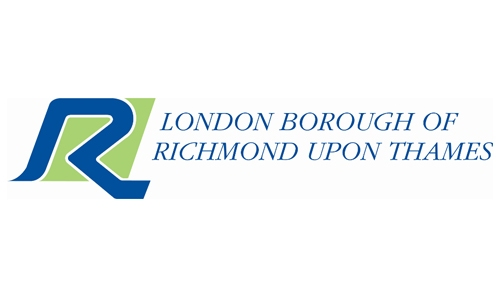 R
LONDON BOROUGH OF
RICHMOND UPON THAMES